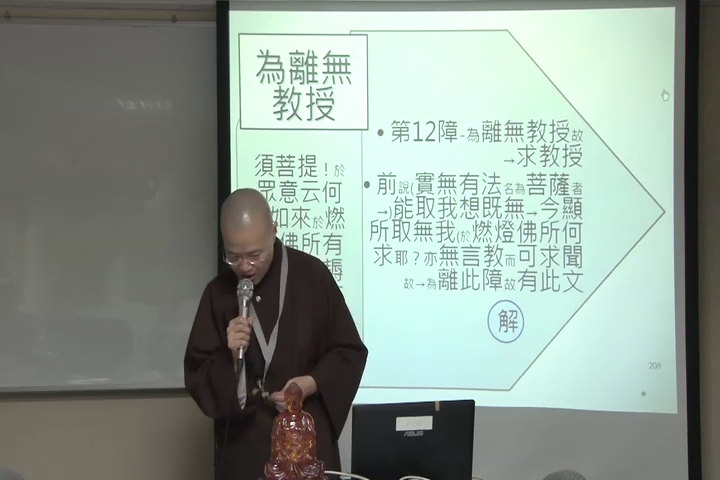 為離無
教授
須菩提！於
眾意云何
如來於燃
佛所有
• 第12障-為離無教授故
→求教授
• 前說(實無有法名為菩薩者
→)能取我想既無→今顯
所取無我(於燃燈佛所何
求耶？亦無言教而可求聞
故→為離此障故有此文
解
208
ASUS